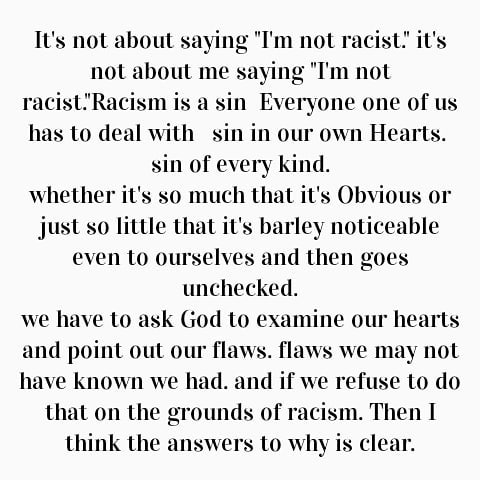 It's not about saying "I'm not racist." it's
not about me saying "I'm not
racist."Racism is a sin  Everyone one of us
has to deal with   sin in our own Hearts.
sin of every kind.
whether it's so much that it's Obvious or
just so little that it's barley noticeable
even to ourselves and then goes
unchecked.
we have to ask God to examine our hearts
and point out our flaws. flaws we may not
have known we had. and if we refuse to do
that on the grounds of racism. Then I
think the answers to why is clear.